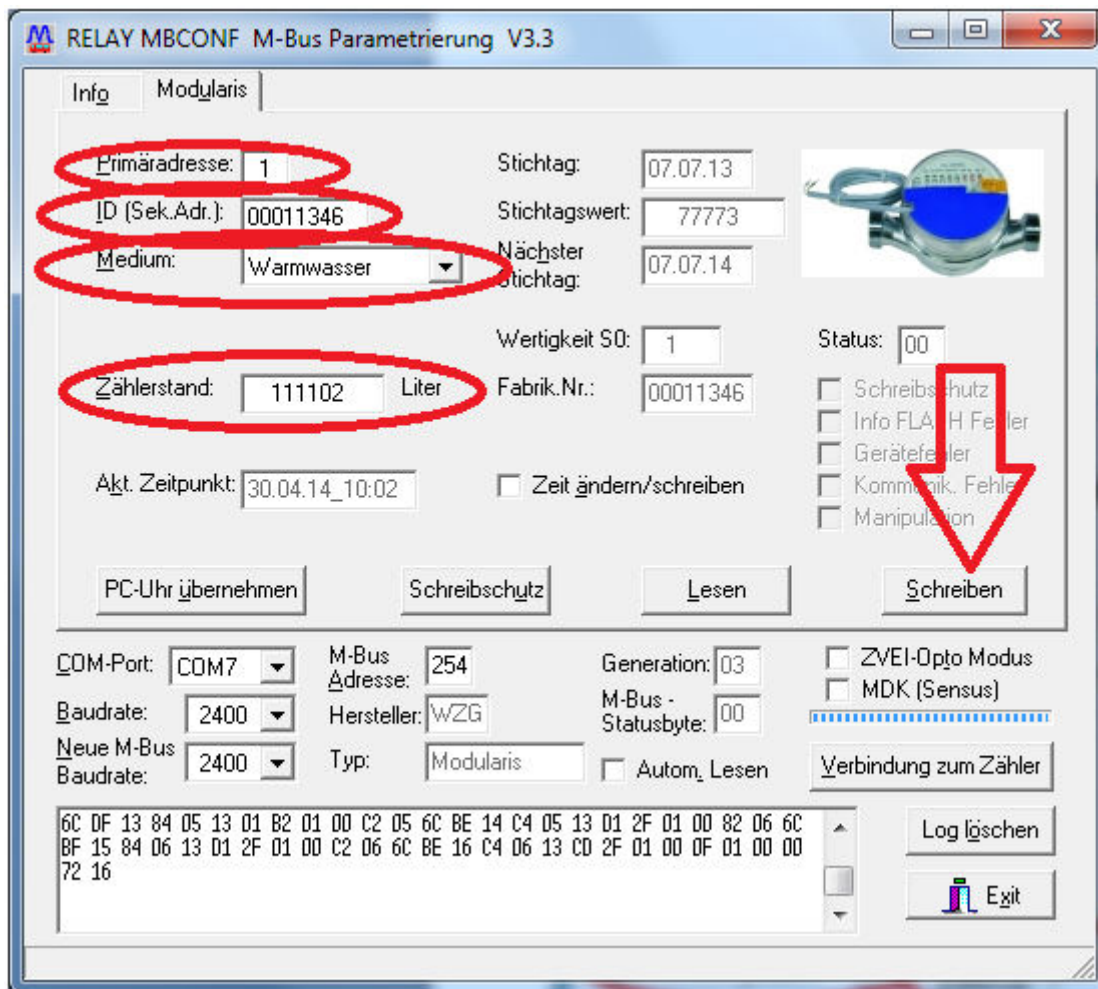 RELAY MBCONF M-Bus Parametrierung V3.3
Info Modularis
Primäradresse: 1 Stichtag: 07.07.13
ID (Sek.Adr.): 00011346 Stichtagswert: 77773
Medium: Warmwasser Nächster Stichtag: 07.07.14
Wertigkeit S0: 1 Status: 00
Zählerstand: 111102 Liter Fabrik.Nr.: 00011346
Schreibschutz
Info FLASH Fehler
Gerätefehler
Kommunik. Fehler
Manipulation
Akt. Zeitpunkt: 30.04.14_10:02 Zeit ändern/schreiben
PC-Uhr übernehmen Schreibschutz Lesen Schreiben
COM-Port: COM7 M-Bus Adresse: 254 Generation: 03 ZVEI-Opto Modus
MDK (Sensus)
Baudrate: 2400 Hersteller: WZG M-Bus - Statusbyte: 00
Neue M-Bus Baudrate: 2400 Typ: Modularis Autom. Lesen Verbindung zum Zähler
6C DF 13 84 05 13 01 B2 01 00 C2 05 6C BE 14 C4 05 13 D1 2F 01 00 82 06 6C
BF 15 84 06 13 D1 2F 01 00 C2 06 6C BE 16 C4 06 13 CD 2F 01 00 0F 01 00 00
72 16
Log löschen
Exit